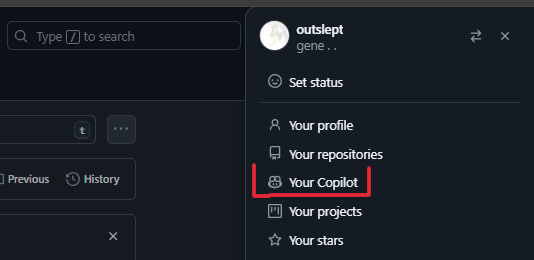 Type / to search
outslept
gene . .
Set status
t
...
Your profile
Your repositories
Previous
History
Your Copilot
Your projects
Your stars